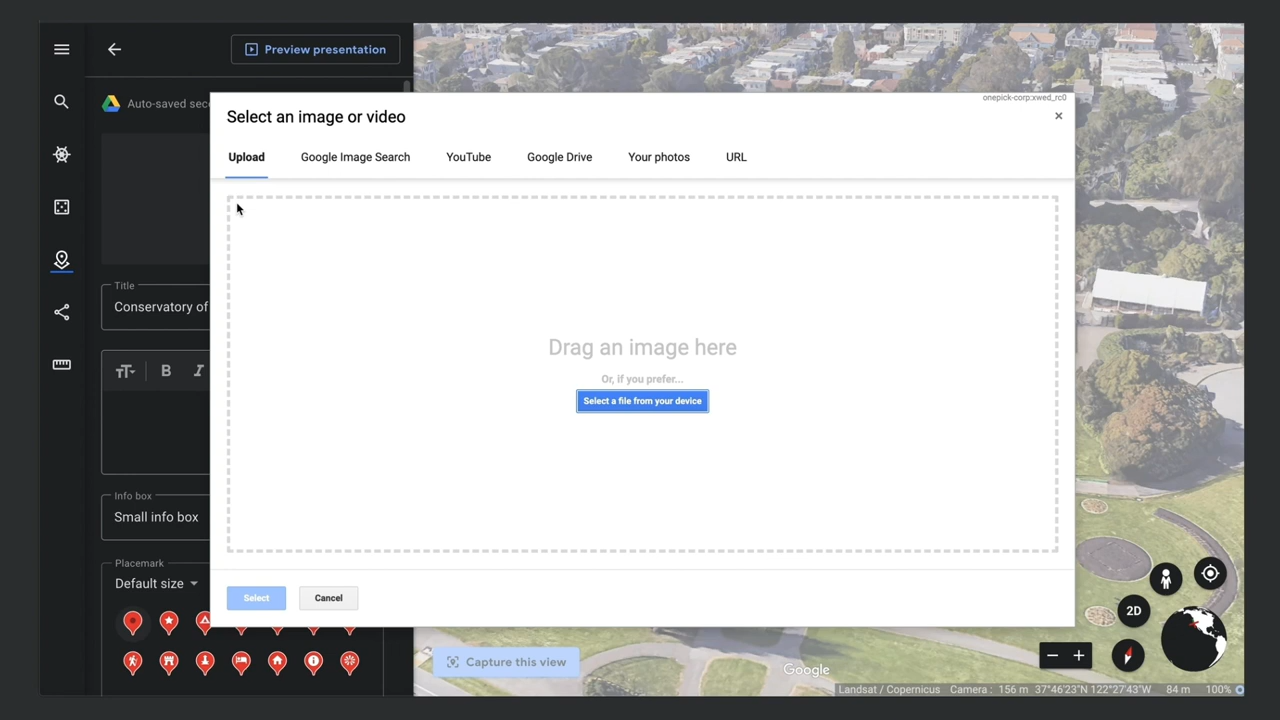 Preview presentation
Auto-saved seco
onepick-corp:xwed_rc0
Select an image or video
×
Upload
Google Image Search
YouTube
Google Drive
Your photos
URL
Drag an image here
Or, if you prefer...
Select a file from your device
Select
Cancel
Title
Conservatory of
B I
Info box
Small info box
Placemark
Default size
Capture this view
Google
2D
Landsat / Copernicus Camera : 156 m 37°46'23"N 122°27'43"W 84 m 100%